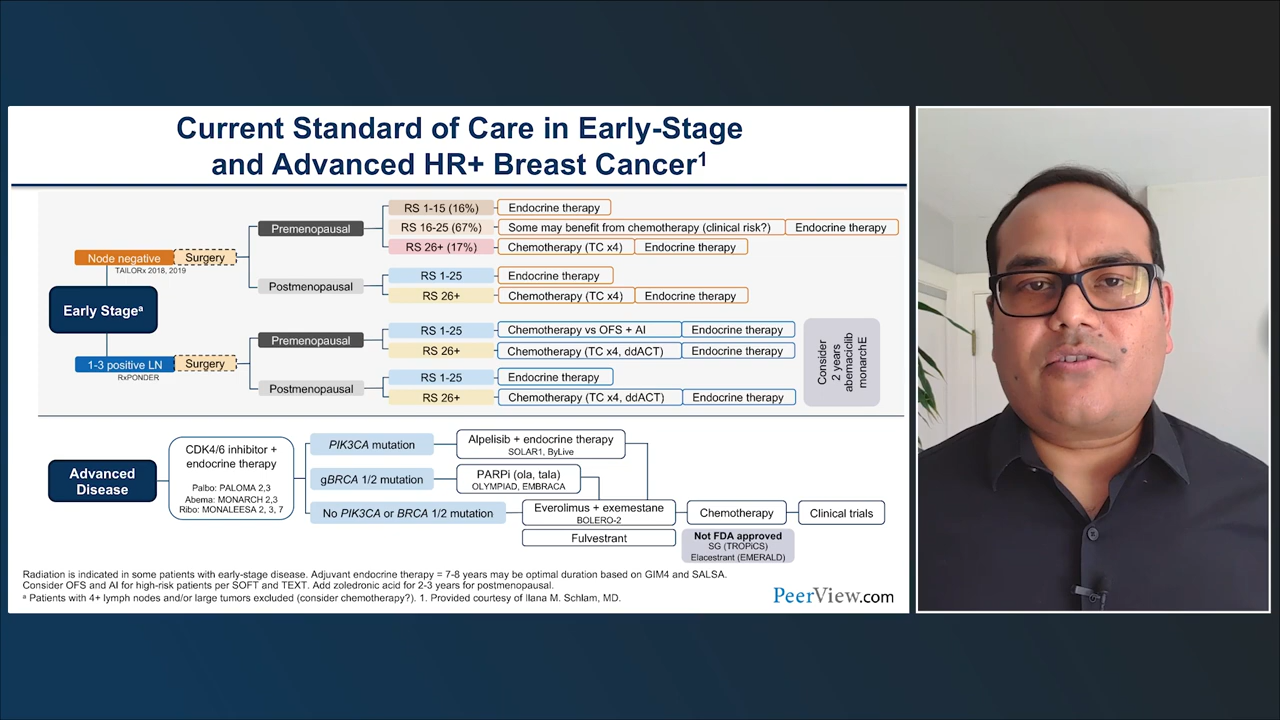 Current Standard of Care in Early-Stage
and Advanced HR+ Breast Cancer1
Early Stageª
Node negative
TAILORx 2018, 2019
Surgery
Premenopausal
RS 1-15 (16%)
Endocrine therapy
RS 16-25 (67%)
Some may benefit from chemotherapy (clinical risk?)
Endocrine therapy
RS 26+ (17%)
Chemotherapy (TC x4)
Endocrine therapy
Postmenopausal
RS 1-25
Endocrine therapy
RS 26+
Chemotherapy (TC x4)
Endocrine therapy
1-3 positive LN
RxPONDER
Surgery
Premenopausal
RS 1-25
Chemotherapy vs OFS + AI
Endocrine therapy
RS 26+
Chemotherapy (TC x4, ddACT)
Endocrine therapy
Postmenopausal
RS 1-25
Endocrine therapy
RS 26+
Chemotherapy (TC x4, ddACT)
Endocrine therapy
Consider
2 years
abemaciclib
monarchE
Advanced
Disease
CDK4/6 inhibitor +
endocrine therapy
Palbo: PALOMA 2,3
Abema: MONARCH 2,3
Ribo: MONALEESA 2, 3, 7
PIK3CA mutation
Alpelisib + endocrine therapy
SOLAR1, ByLive
gBRCA 1/2 mutation
PARPi (ola, tala)
OLYMPIAD, EMBRACA
No PIK3CA or BRCA 1/2 mutation
Everolimus + exemestane
BOLERO-2
Fulvestrant
Chemotherapy
Clinical trials
Not FDA approved
SG (TROPiCS)
Elacestrant (EMERALD)
Radiation is indicated in some patients with early-stage disease. Adjuvant endocrine therapy = 7-8 years may be optimal duration based on GIM4 and SALSA.
Consider OFS and AI for high-risk patients per SOFT and TEXT. Add zoledronic acid for 2-3 years for postmenopausal.
ª Patients with 4+ lymph nodes and/or large tumors excluded (consider chemotherapy?). 1. Provided courtesy of Ilana M. Schlam, MD.
PeerView.com